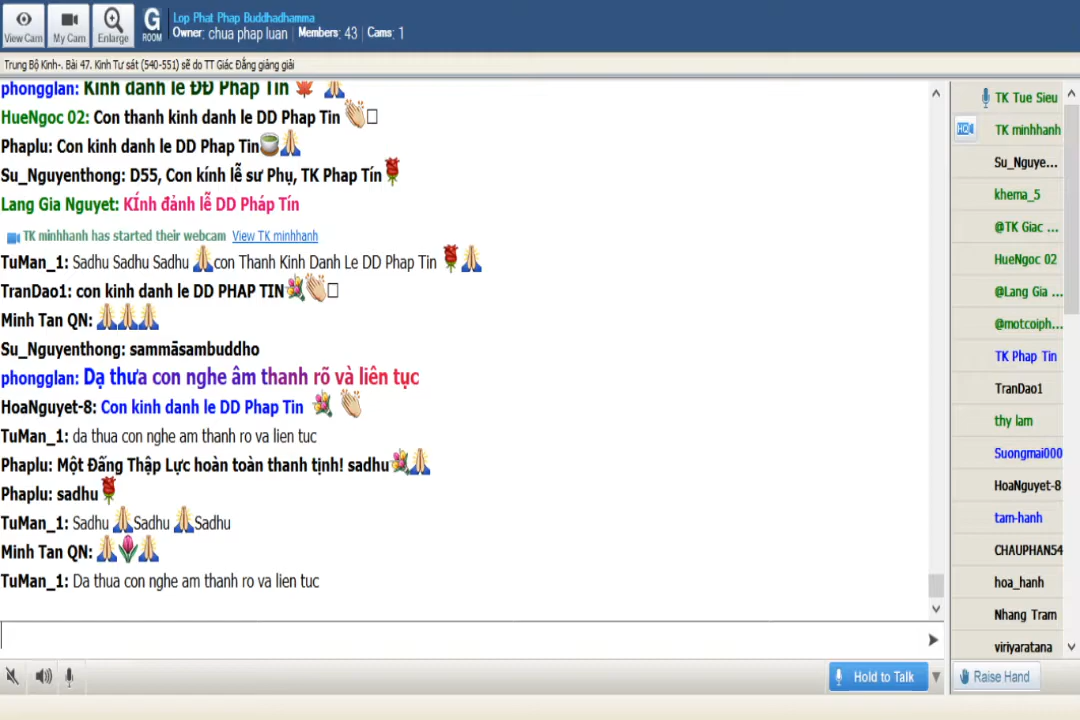 View Cam
My Cam
Enlarge
G ROOM
Lop Phat Phap Buddhadhamma
Owner: chua phap luan | Members: 43 | Cams: 1
Trung Bộ Kinh-. Bài 47. Kinh Tư sát (540-551) sẽ do TT Giác Đẳng giảng giải
phongglan: Kinh danh le ĐĐ Phap Tin 🍁 🙏
HueNgoc 02: Con thanh kinh danh le DD Phap Tin 👏
Phaplu: Con kinh danh le DD Phap Tin🍵🙏
Su_Nguyenthong: D55, Con kính lễ sư Phụ, TK Phap Tín🌹
Lang Gia Nguyet: KÍnh đảnh lễ DD Pháp Tín
TK minhhanh has started their webcam View TK minhhanh
TuMan_1: Sadhu Sadhu Sadhu 🙏con Thanh Kinh Danh Le DD Phap Tin 🌹🙏
TranDao1: con kinh danh le DD PHAP TIN💐👏
Minh Tan QN: 🙏🙏🙏
Su_Nguyenthong: sammāsambuddho
phongglan: Dạ thưa con nghe âm thanh rõ và liên tục
HoaNguyet-8: Con kinh danh le DD Phap Tin 💐 👏
TuMan_1: da thua con nghe am thanh ro va lien tuc
Phaplu: Một Đấng Thập Lực hoàn toàn thanh tịnh! sadhu💐🙏
Phaplu: sadhu🌹
TuMan_1: Sadhu 🙏Sadhu 🙏Sadhu
Minh Tan QN: 🙏🌷🙏
TuMan_1: Da thua con nghe am thanh ro va lien tuc
Hold to Talk
TK Tue Sieu
HD TK minhhanh
Su_Nguye...
khema_5
@TK Giac ...
HueNgoc 02
@Lang Gia ...
@motcoiph...
TK Phap Tin
TranDao1
thy lam
Suongmai000
HoaNguyet-8
tam-hanh
CHAUPHAN54
hoa_hanh
Nhang Tram
viriyaratana
Raise Hand